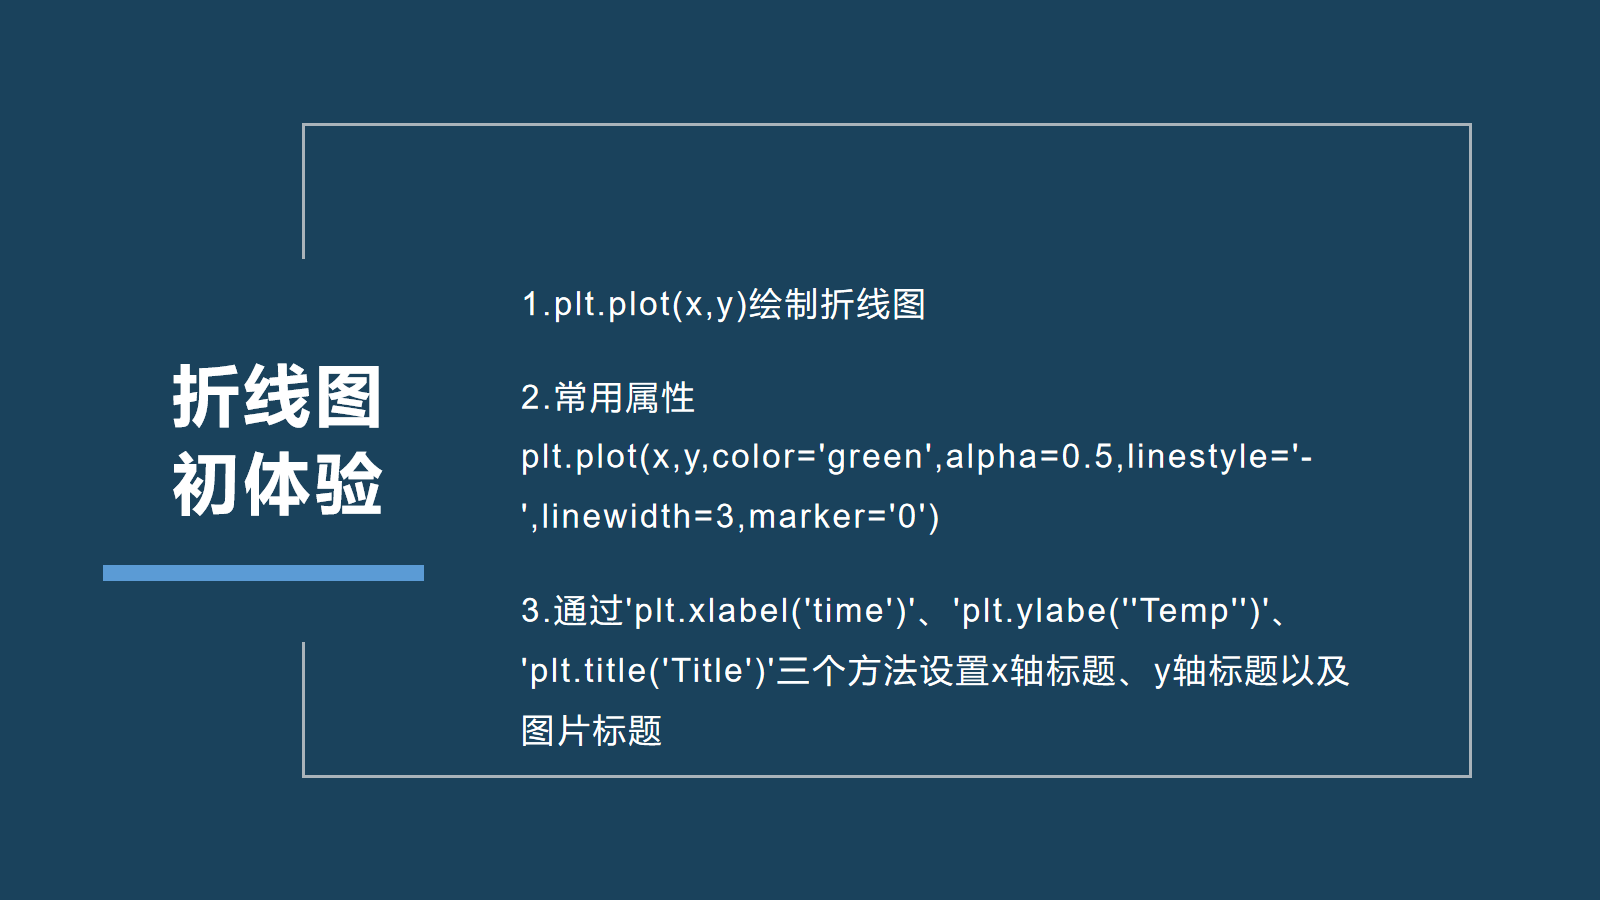 折线图
初体验
1.plt.plot(x,y)绘制折线图
2.常用属性
plt.plot(x,y,color='green',alpha=0.5,linestyle='-
',linewidth=3,marker='0')
3.通过'plt.xlabel('time')'、'plt.ylabe(''Temp'')'、
'plt.title('Title')'三个方法设置x轴标题、y轴标题以及
图片标题